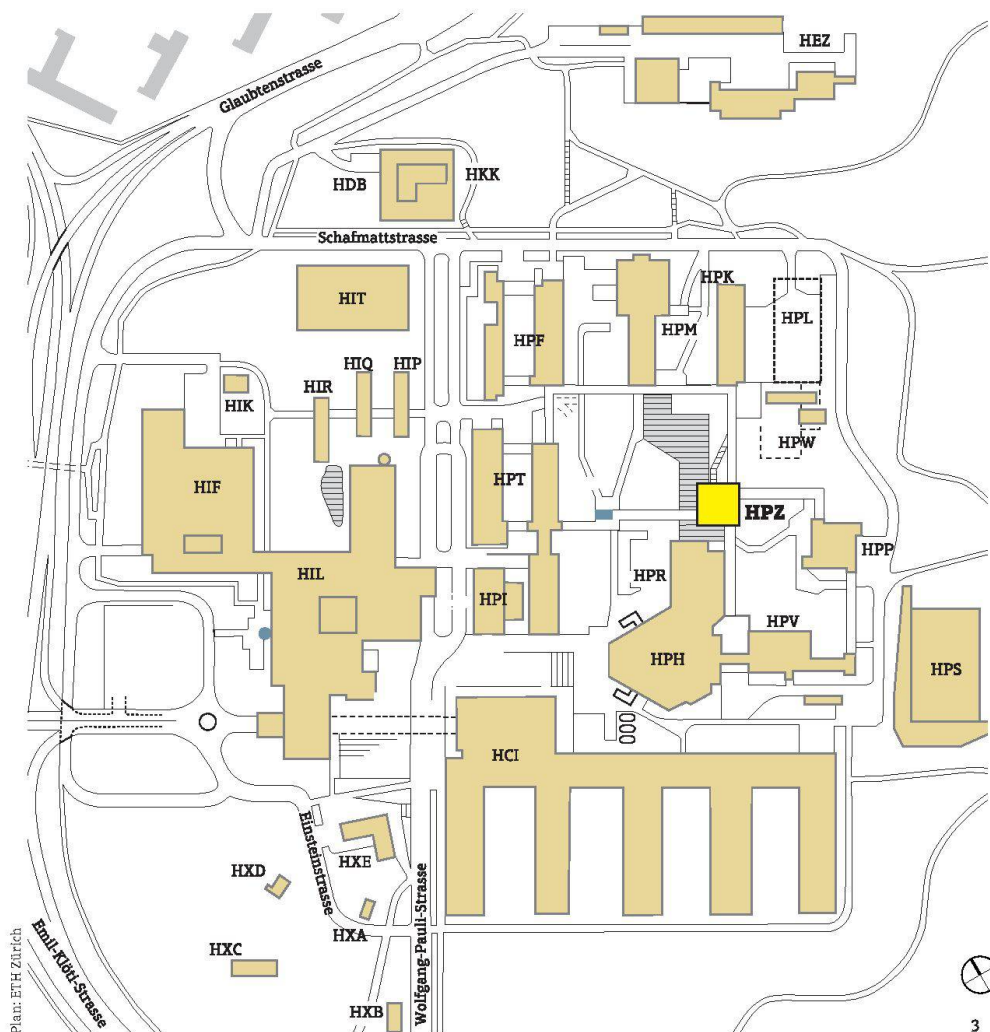 HEZ
Glaubtenstrasse
HDB
HKK
Schafmattstrasse
HIT
HPF
HPM
HPK
HPL
HIK
HIR
HIQ
HIP
HPW
HIF
HPT
HPZ
HPP
HIL
HPI
HPR
HPH
HPV
HPS
HCI
Einsteinstrasse
HXE
HXD
HXA
HXC
HXB
Wolfgang-Pauli-Strasse
Emil-Klöti-Strasse
Plan: ETH Zürich
3